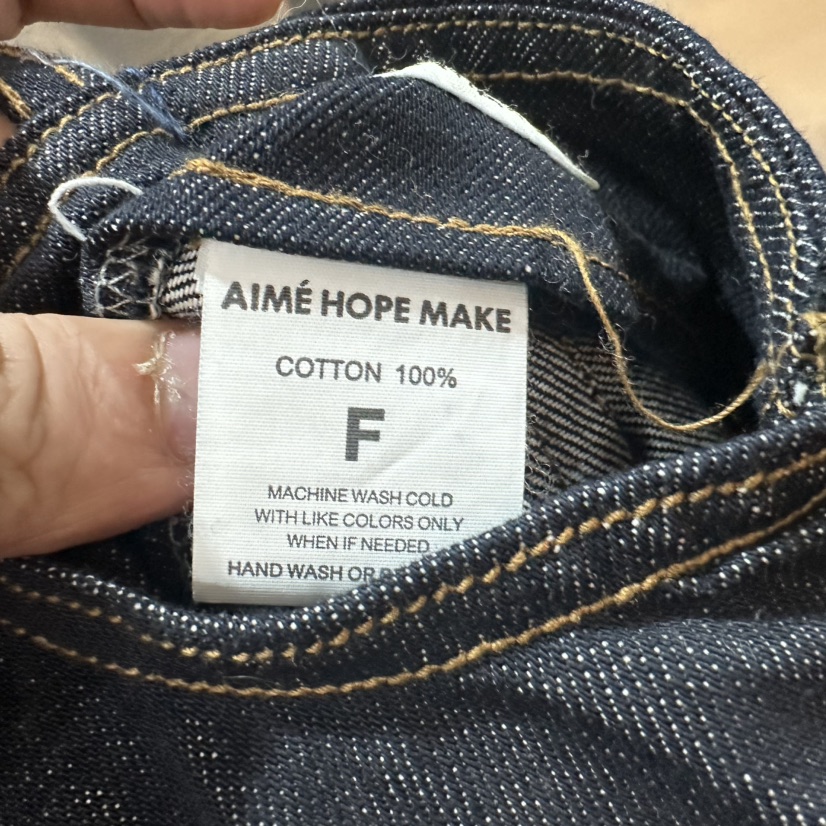 AIMÉ HOPE MAKE
COTTON 100%
F
MACHINE WASH COLD
WITH LIKE COLORS ONLY
WHEN IF NEEDED
HAND WASH OR